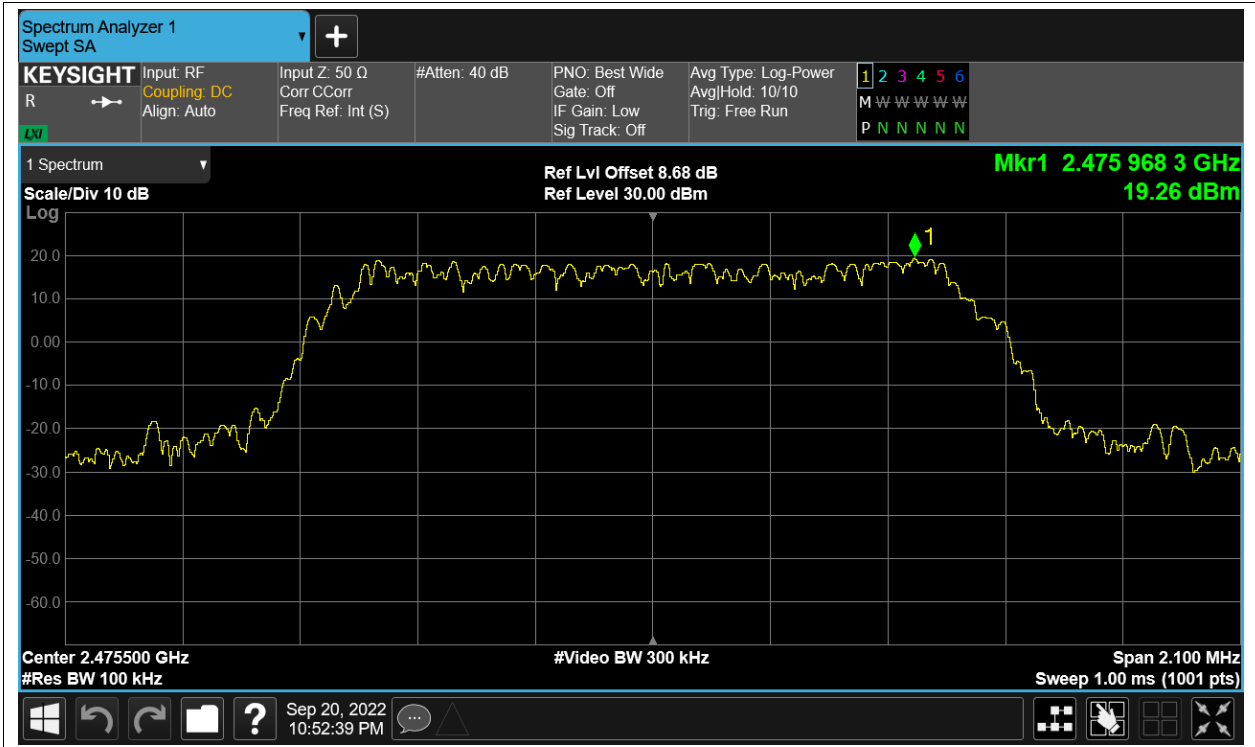 Spectrum Analyzer 1
Swept SA
KEYSIGHT
R
LXI
Input: RF
Coupling: DC
Align: Auto
Input Z: 50 Ω
Corr CCorr
Freq Ref: Int (S)
#Atten: 40 dB
PNO: Best Wide
Gate: Off
IF Gain: Low
Sig Track: Off
Avg Type: Log-Power
Avg|Hold: 10/10
Trig: Free Run
1 2 3 4 5 6
M W W W W W
P N N N N N
1 Spectrum
Scale/Div 10 dB
Log
Ref Lvl Offset 8.68 dB
Ref Level 30.00 dBm
Mkr1 2.475 968 3 GHz
19.26 dBm
1
20.0
10.0
0.00
-10.0
-20.0
-30.0
-40.0
-50.0
-60.0
Center 2.475500 GHz
#Res BW 100 kHz
#Video BW 300 kHz
Span 2.100 MHz
Sweep 1.00 ms (1001 pts)
?
Sep 20, 2022
10:52:39 PM